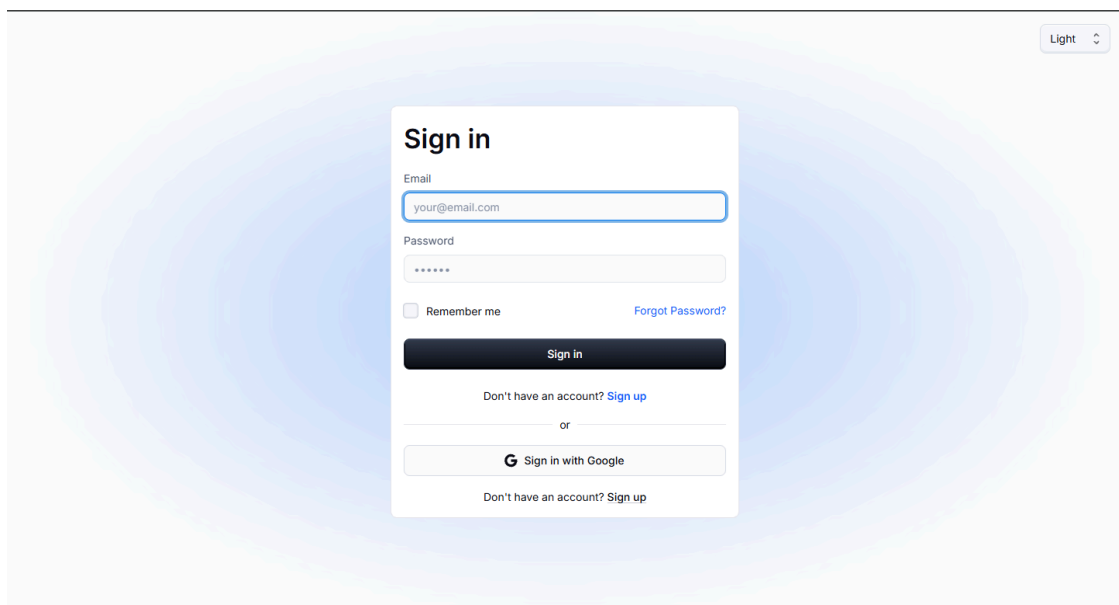 Light
Sign in
Email
your@email.com
Password
••••••
Remember me Forgot Password?
Sign in
Don't have an account? Sign up
or
Sign in with Google
Don't have an account? Sign up